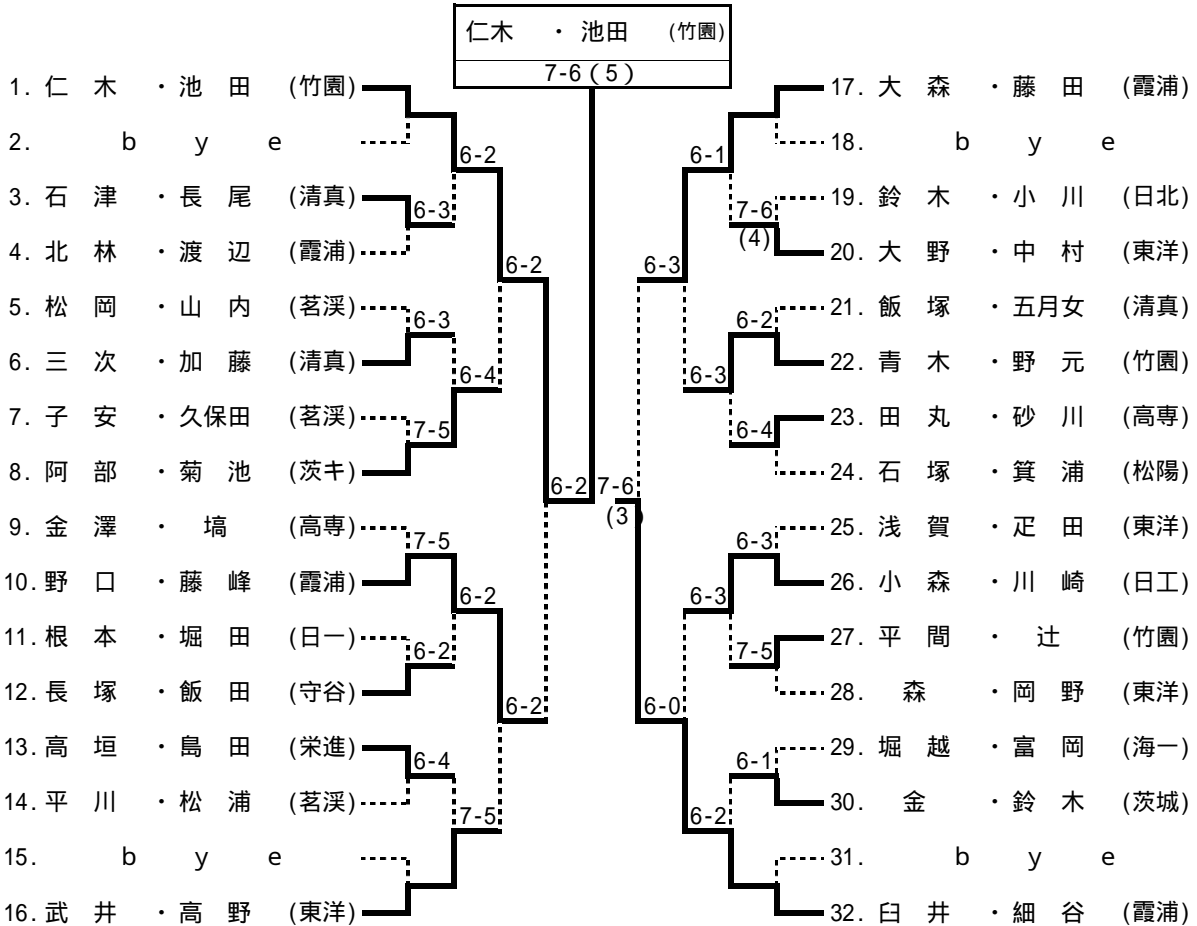 仁木 ・ 池田 (竹園)
7-6 (5)
1. 仁 木 ・ 池 田 (竹園)
2. b y e
3. 石 津 ・ 長 尾 (清真)
4. 北 林 ・ 渡 辺 (霞浦)
5. 松 岡 ・ 山 内 (茗渓)
6. 三 次 ・ 加 藤 (清真)
7. 子 安 ・ 久保田 (茗渓)
8. 阿 部 ・ 菊 池 (茨キ)
9. 金 澤 ・ 塙 (高専)
10. 野 口 ・ 藤 峰 (霞浦)
11. 根 本 ・ 堀 田 (日一)
12. 長 塚 ・ 飯 田 (守谷)
13. 高 垣 ・ 島 田 (栄進)
14. 平 川 ・ 松 浦 (茗渓)
15. b y e
16. 武 井 ・ 高 野 (東洋)
6-3
6-3
7-5
7-5
6-2
6-4
6-2
6-4
6-2
7-5
6-2
6-2
6-2
7-6
(3)
6-3
6-0
6-1
6-3
6-3
6-2
7-6
(4)
6-2
6-4
6-3
7-5
6-1
17. 大 森 ・ 藤 田 (霞浦)
18. b y e
19. 鈴 木 ・ 小 川 (日北)
20. 大 野 ・ 中 村 (東洋)
21. 飯 塚 ・ 五月女 (清真)
22. 青 木 ・ 野 元 (竹園)
23. 田 丸 ・ 砂 川 (高専)
24. 石 塚 ・ 箕 浦 (松陽)
25. 浅 賀 ・ 疋 田 (東洋)
26. 小 森 ・ 川 崎 (日工)
27. 平 間 ・ 辻 (竹園)
28. 森 ・ 岡 野 (東洋)
29. 堀 越 ・ 富 岡 (海一)
30. 金 ・ 鈴 木 (茨城)
31. b y e
32. 臼 井 ・ 細 谷 (霞浦)